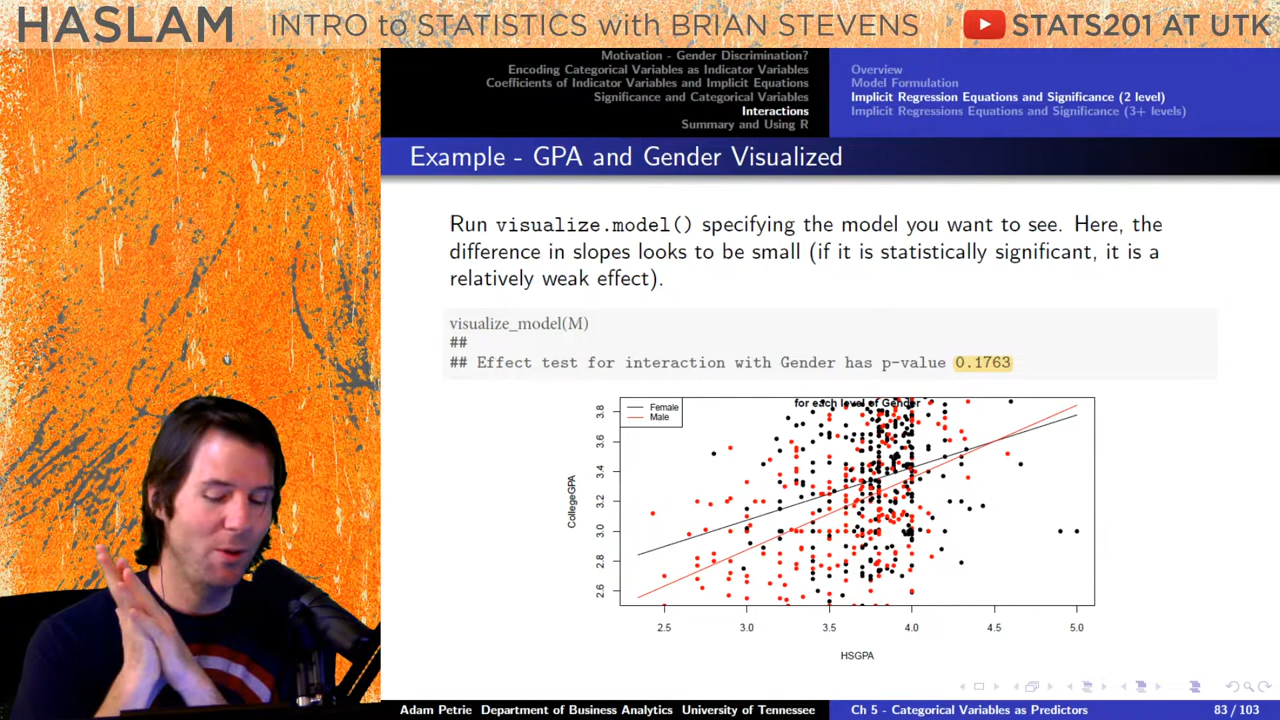 HASLAM INTRO to STATISTICS with BRIAN STEVENS STATS201 AT UTK
Motivation - Gender Discrimination?
Encoding Categorical Variables as Indicator Variables
Coefficients of Indicator Variables and Implicit Equations
Significance and Categorical Variables
Interactions
Summary and Using R
Overview
Model Formulation
Implicit Regression Equations and Significance (2 level)
Implicit Regressions Equations and Significance (3+ levels)
Example - GPA and Gender Visualized
Run visualize.model() specifying the model you want to see. Here, the
difference in slopes looks to be small (if it is statistically significant, it is a
relatively weak effect).
visualize_model(M)
##
## Effect test for interaction with Gender has p-value 0.1763
for each level of Gender
Female
Male
3.8
3.6
3.4
3.2
3.0
2.8
2.6
CollegeGPA
2.5 3.0 3.5 4.0 4.5 5.0
HSGPA
Adam Petrie Department of Business Analytics University of Tennessee
Ch 5 - Categorical Variables as Predictors
83 / 103